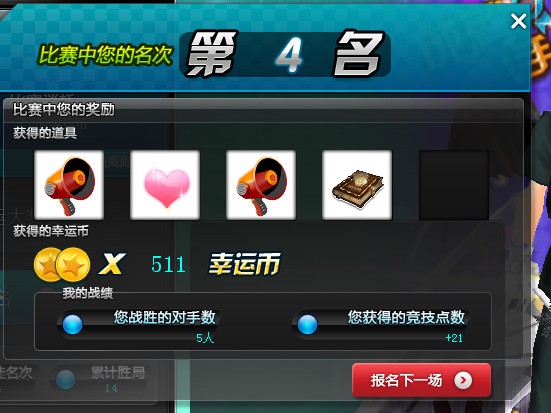 比赛中您的名次 第 4 名
比赛中您的奖励
获得的道具
获得的幸运币
X 511 幸运币
我的战绩
您战胜的对手数
5人
您获得的竞技点数
+21
累计胜局
14
报名下一场